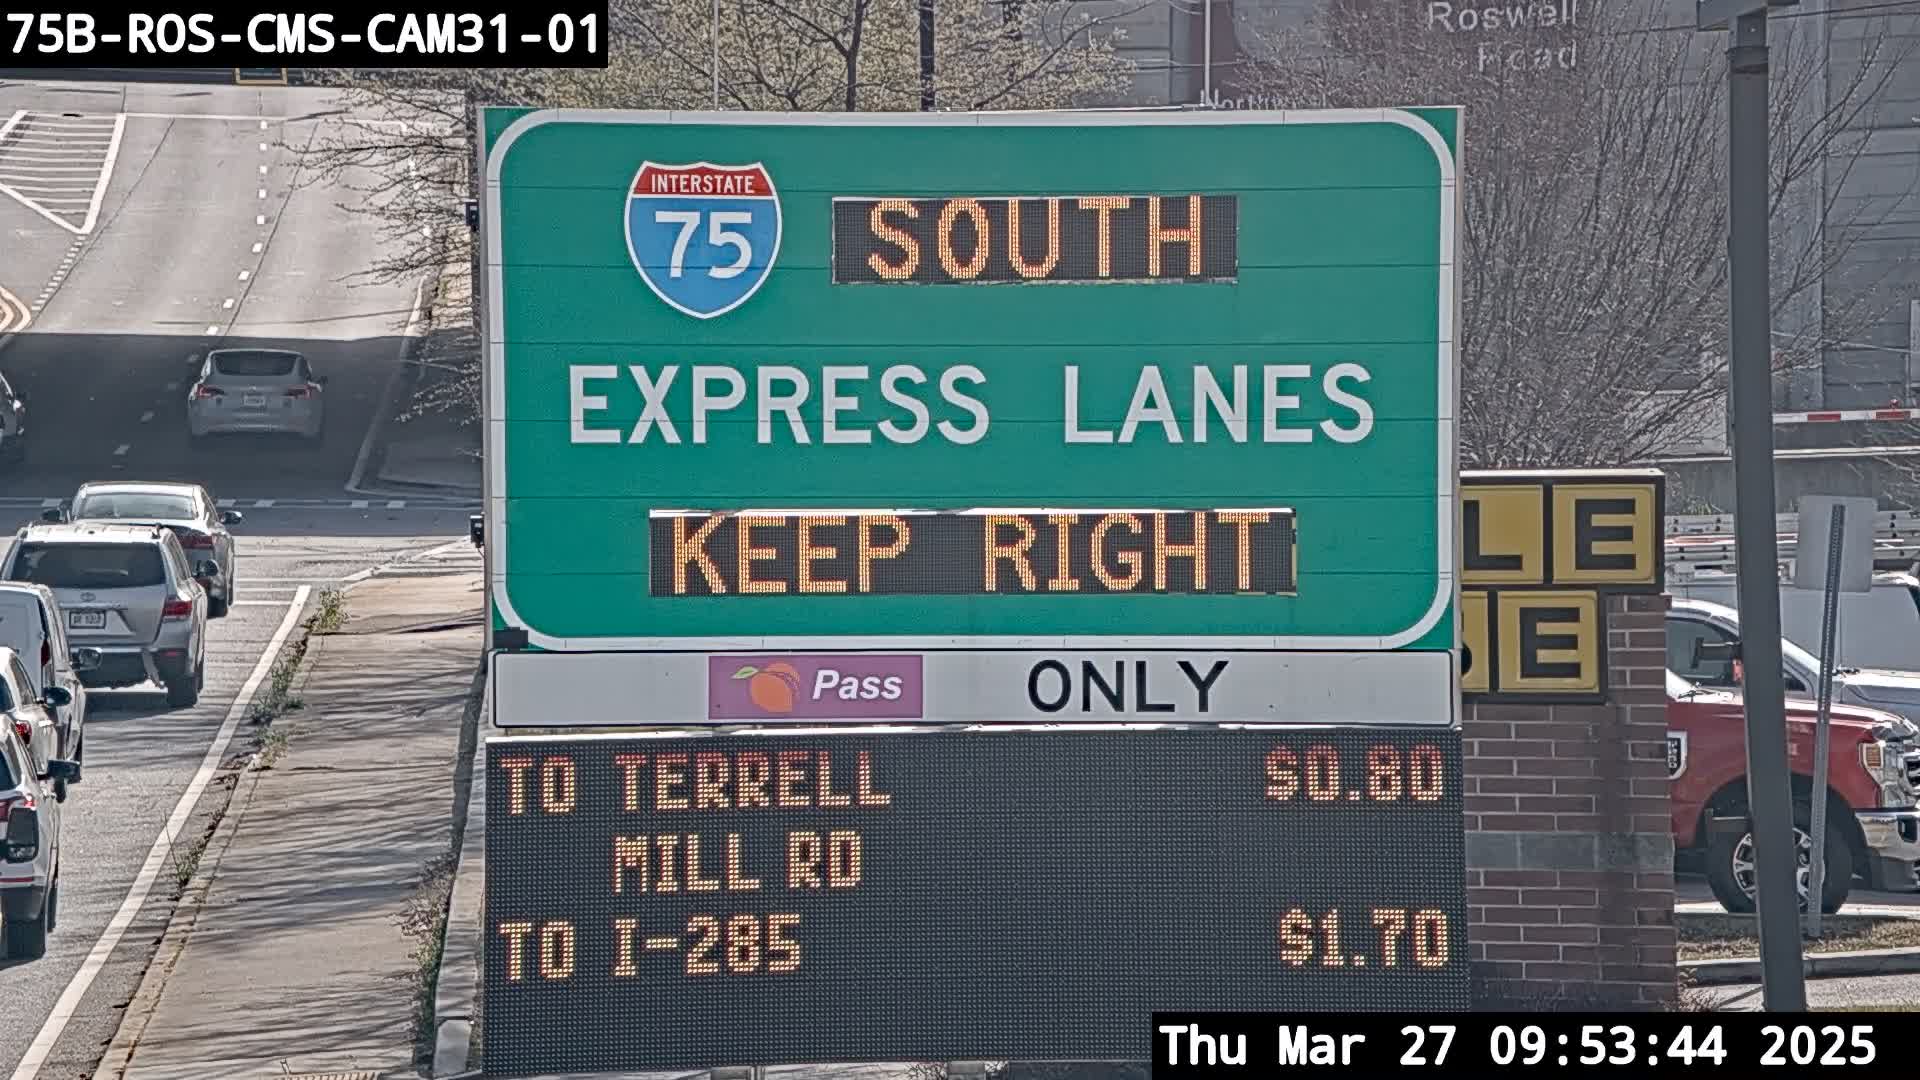 75B-ROS-CMS-CAM31-01
Roswell
Road
INTERSTATE
75
SOUTH
EXPRESS LANES
KEEP RIGHT
LE
E
Pass ONLY
TO TERRELL $0.80
MILL RD
TO I-285 $1.70
Thu Mar 27 09:53:44 2025